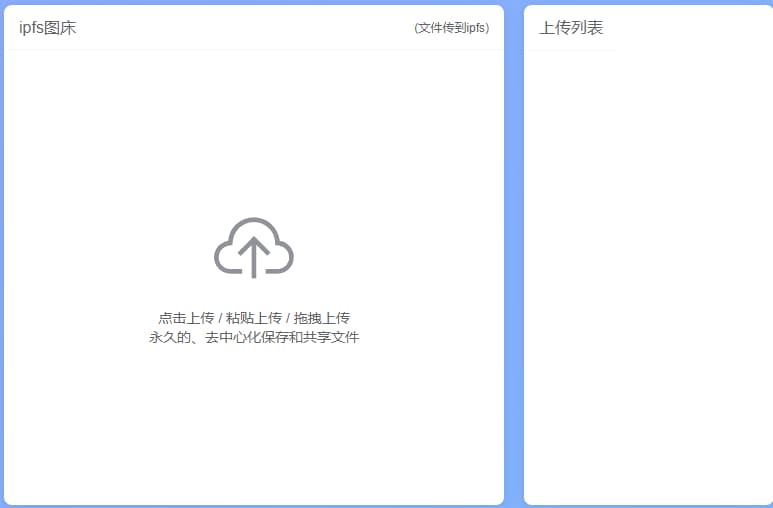 ipfs图床
(文件传到ipfs)
上传列表
点击上传 / 粘贴上传 / 拖拽上传
永久的、去中心化保存和共享文件